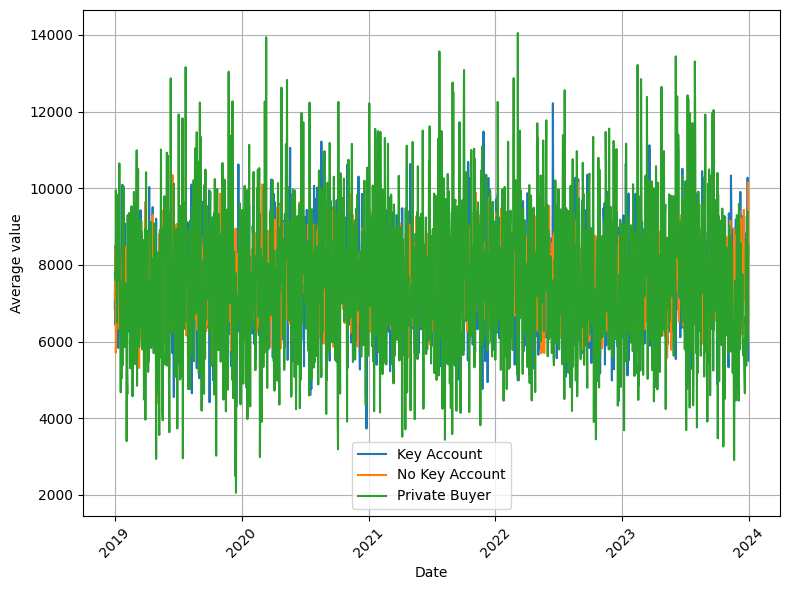 Average value
14000
12000
10000
8000
6000
4000
2000
Key Account
No Key Account
Private Buyer
2019
2020
2021
2022
2023
2024
Date